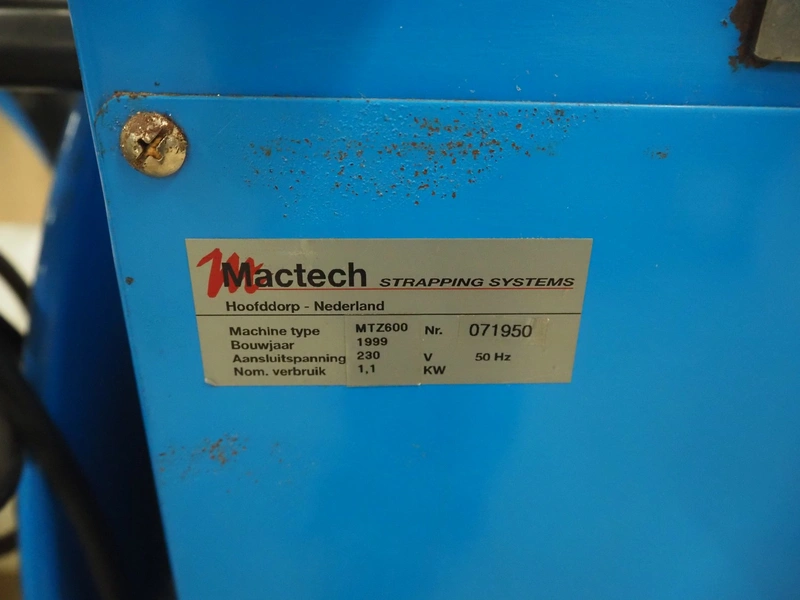 Mactech STRAPPING SYSTEMS
Hoofddorp - Nederland
Machine type MTZ600 Nr. 071950
Bouwjaar 1999
Aansluitspanning 230 V 50 Hz
Nom. verbruik 1,1 KW